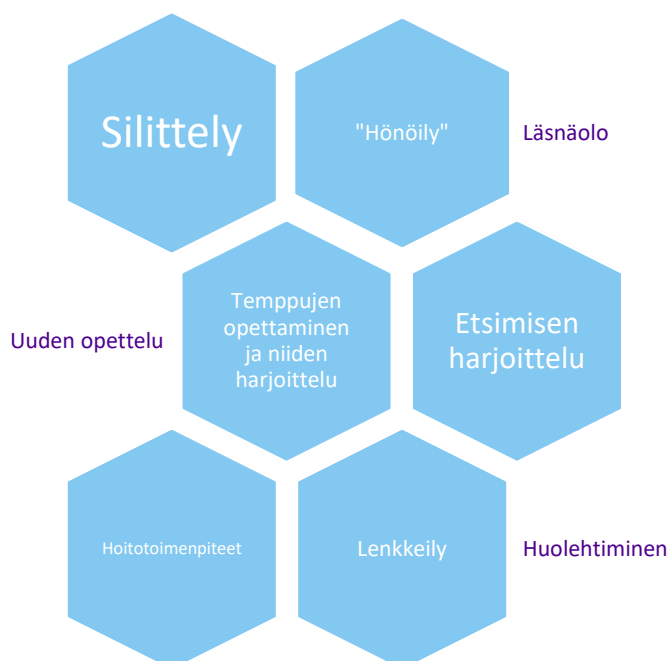 Silittely
"Hönöily"
Läsnäolo
Uuden opettelu
Temppujen
opettaminen
ja niiden
harjoittelu
Etsimisen
harjoittelu
Hoitotoimenpiteet
Lenkkeily
Huolehtiminen